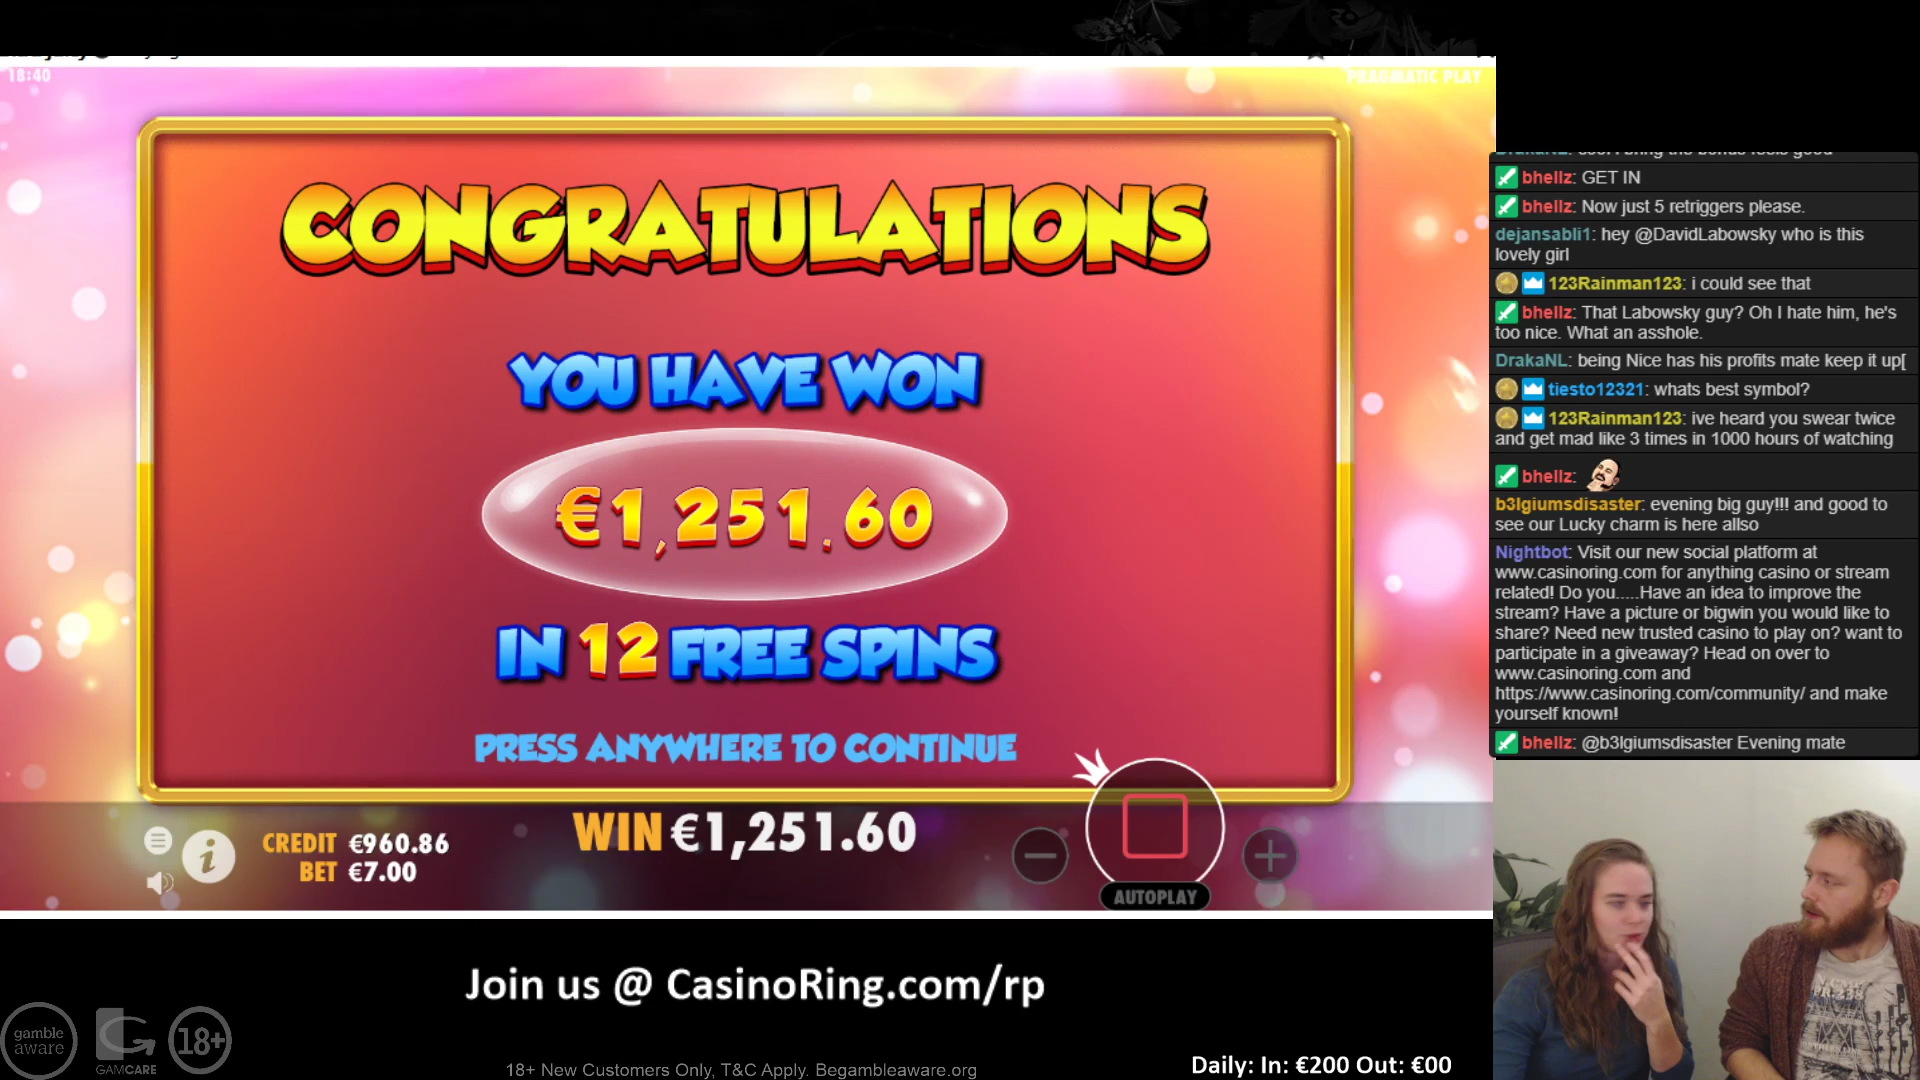 18:40
PRAGMATIC PLAY
CONGRATULATIONS
YOU HAVE WON
€1,251.60
IN 12 FREE SPINS
PRESS ANYWHERE TO CONTINUE
CREDIT €960.86
BET €7.00
WIN €1,251.60
AUTOPLAY
bhellz: GET IN
bhellz: Now just 5 retriggers please.
dejansabli1: hey @DavidLabowsky who is this
lovely girl
123Rainman123: i could see that
bhellz: That Labowsky guy? Oh I hate him, he's
too nice. What an asshole.
DrakaNL: being Nice has his profits mate keep it up[
tiesto12321: whats best symbol?
123Rainman123: ive heard you swear twice
and get mad like 3 times in 1000 hours of watching
bhellz:
b3lgiumsdisaster: evening big guy!!! and good to
see our Lucky charm is here allso
Nightbot: Visit our new social platform at
www.casinoring.com for anything casino or stream
related! Do you.....Have an idea to improve the
stream? Have a picture or bigwin you would like to
share? Need new trusted casino to play on? want to
participate in a giveaway? Head on over to
www.casinoring.com and
https://www.casinoring.com/community/ and make
yourself known!
bhellz: @b3lgiumsdisaster Evening mate
Join us @ CasinoRing.com/rp
gamble
aware
GAMCARE
18+
18+ New Customers Only, T&C Apply. Begambleaware.org
Daily: In: €200 Out: €00